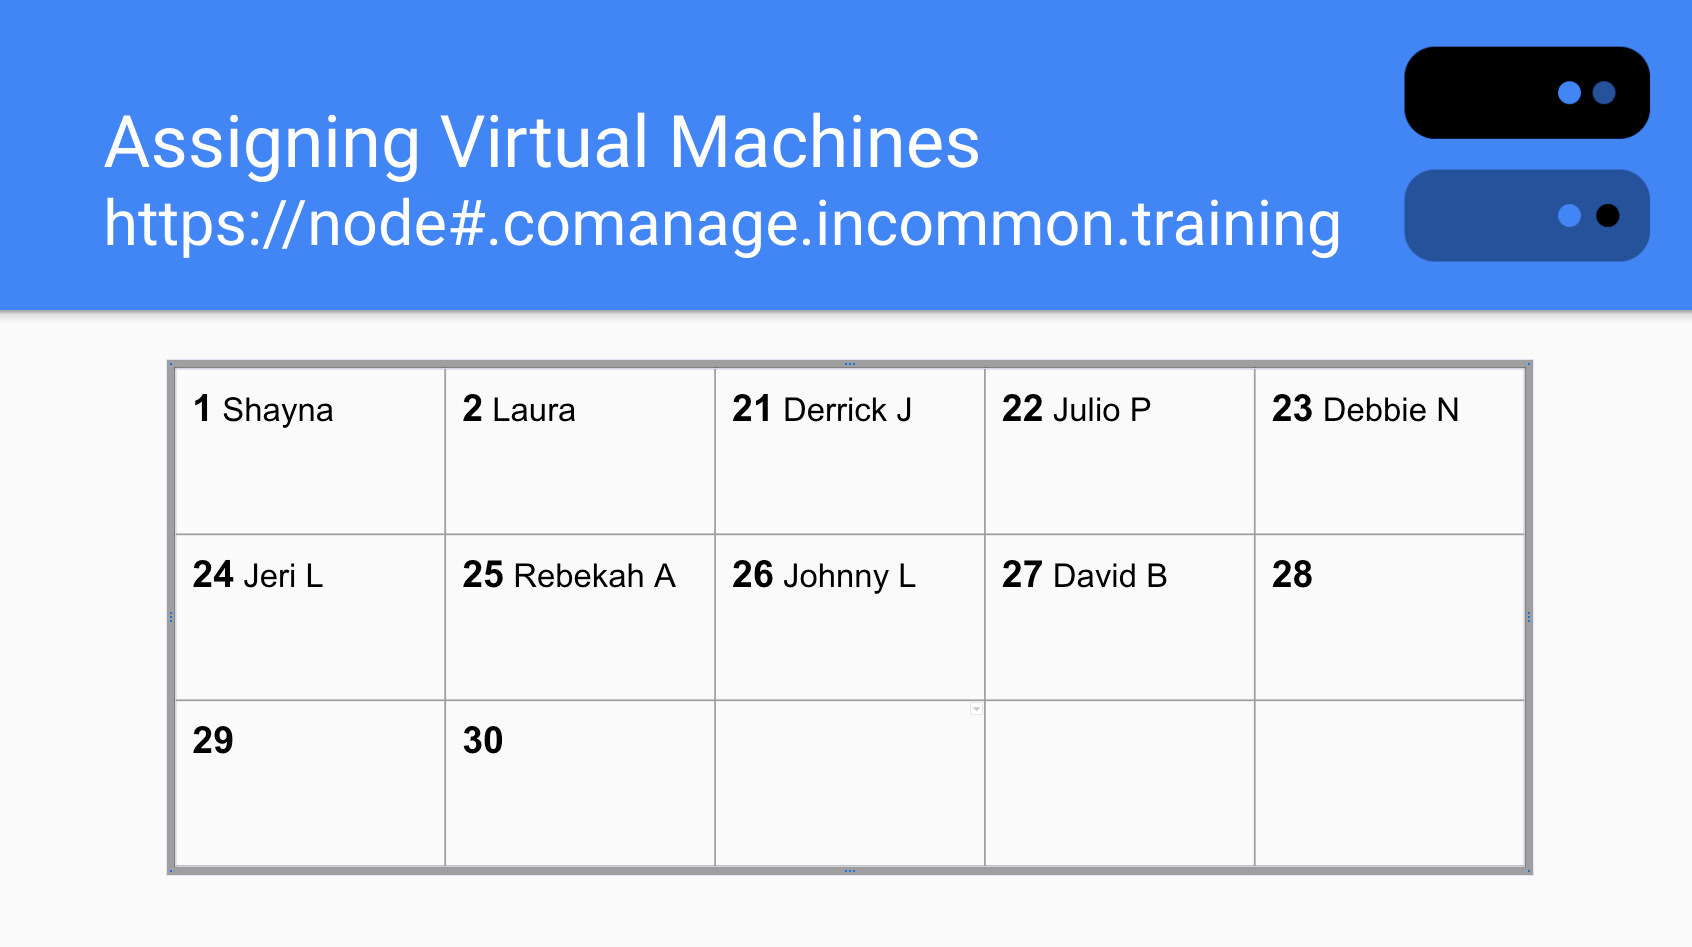 Assigning Virtual Machines
https://node#.comanage.incommon.training
1 Shayna
2 Laura
21 Derrick J
22 Julio P
23 Debbie N
24 Jeri L
25 Rebekah A
26 Johnny L
27 David B
28
29
30